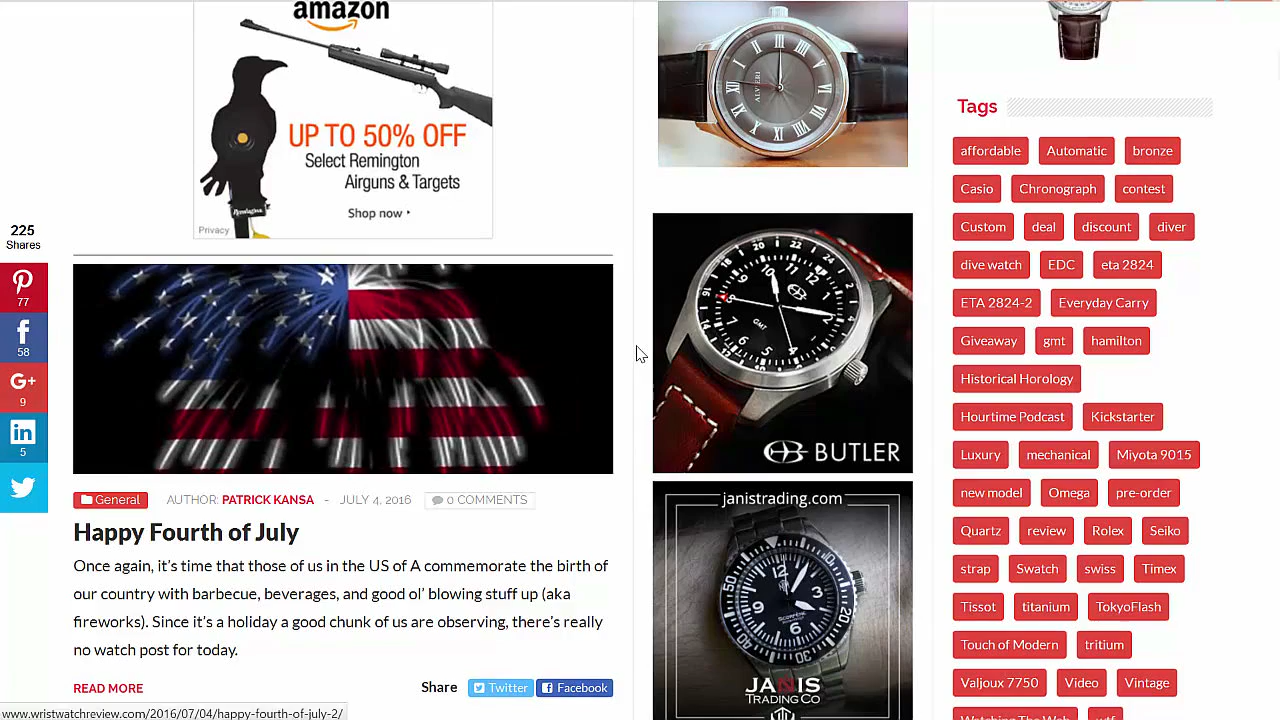 amazon
UP TO 50% OFF
Select Remington
Airguns & Targets
Shop now
Remington
Privacy
225
Shares
77
58
G+
9
in
5
General
AUTHOR: PATRICK KANSA - JULY 4, 2016
0 COMMENTS
Happy Fourth of July
Once again, it’s time that those of us in the US of A commemorate the birth of
our country with barbecue, beverages, and good ol’ blowing stuff up (aka
fireworks). Since it’s a holiday a good chunk of us are observing, there’s really
no watch post for today.
READ MORE
Share
Twitter
Facebook
www.wristwatchreview.com/2016/07/04/happy-fourth-of-july-2/
ALVIERI
GMT
BUTLER
janistrading.com
JANIS
TRADING CO
Tags
affordable
Automatic
bronze
Casio
Chronograph
contest
Custom
deal
discount
diver
dive watch
EDC
eta 2824
ETA 2824-2
Everyday Carry
Giveaway
gmt
hamilton
Historical Horology
Hourtime Podcast
Kickstarter
Luxury
mechanical
Miyota 9015
new model
Omega
pre-order
Quartz
review
Rolex
Seiko
strap
Swatch
swiss
Timex
Tissot
titanium
TokyoFlash
Touch of Modern
tritium
Valjoux 7750
Video
Vintage
Watching The Web
wtf